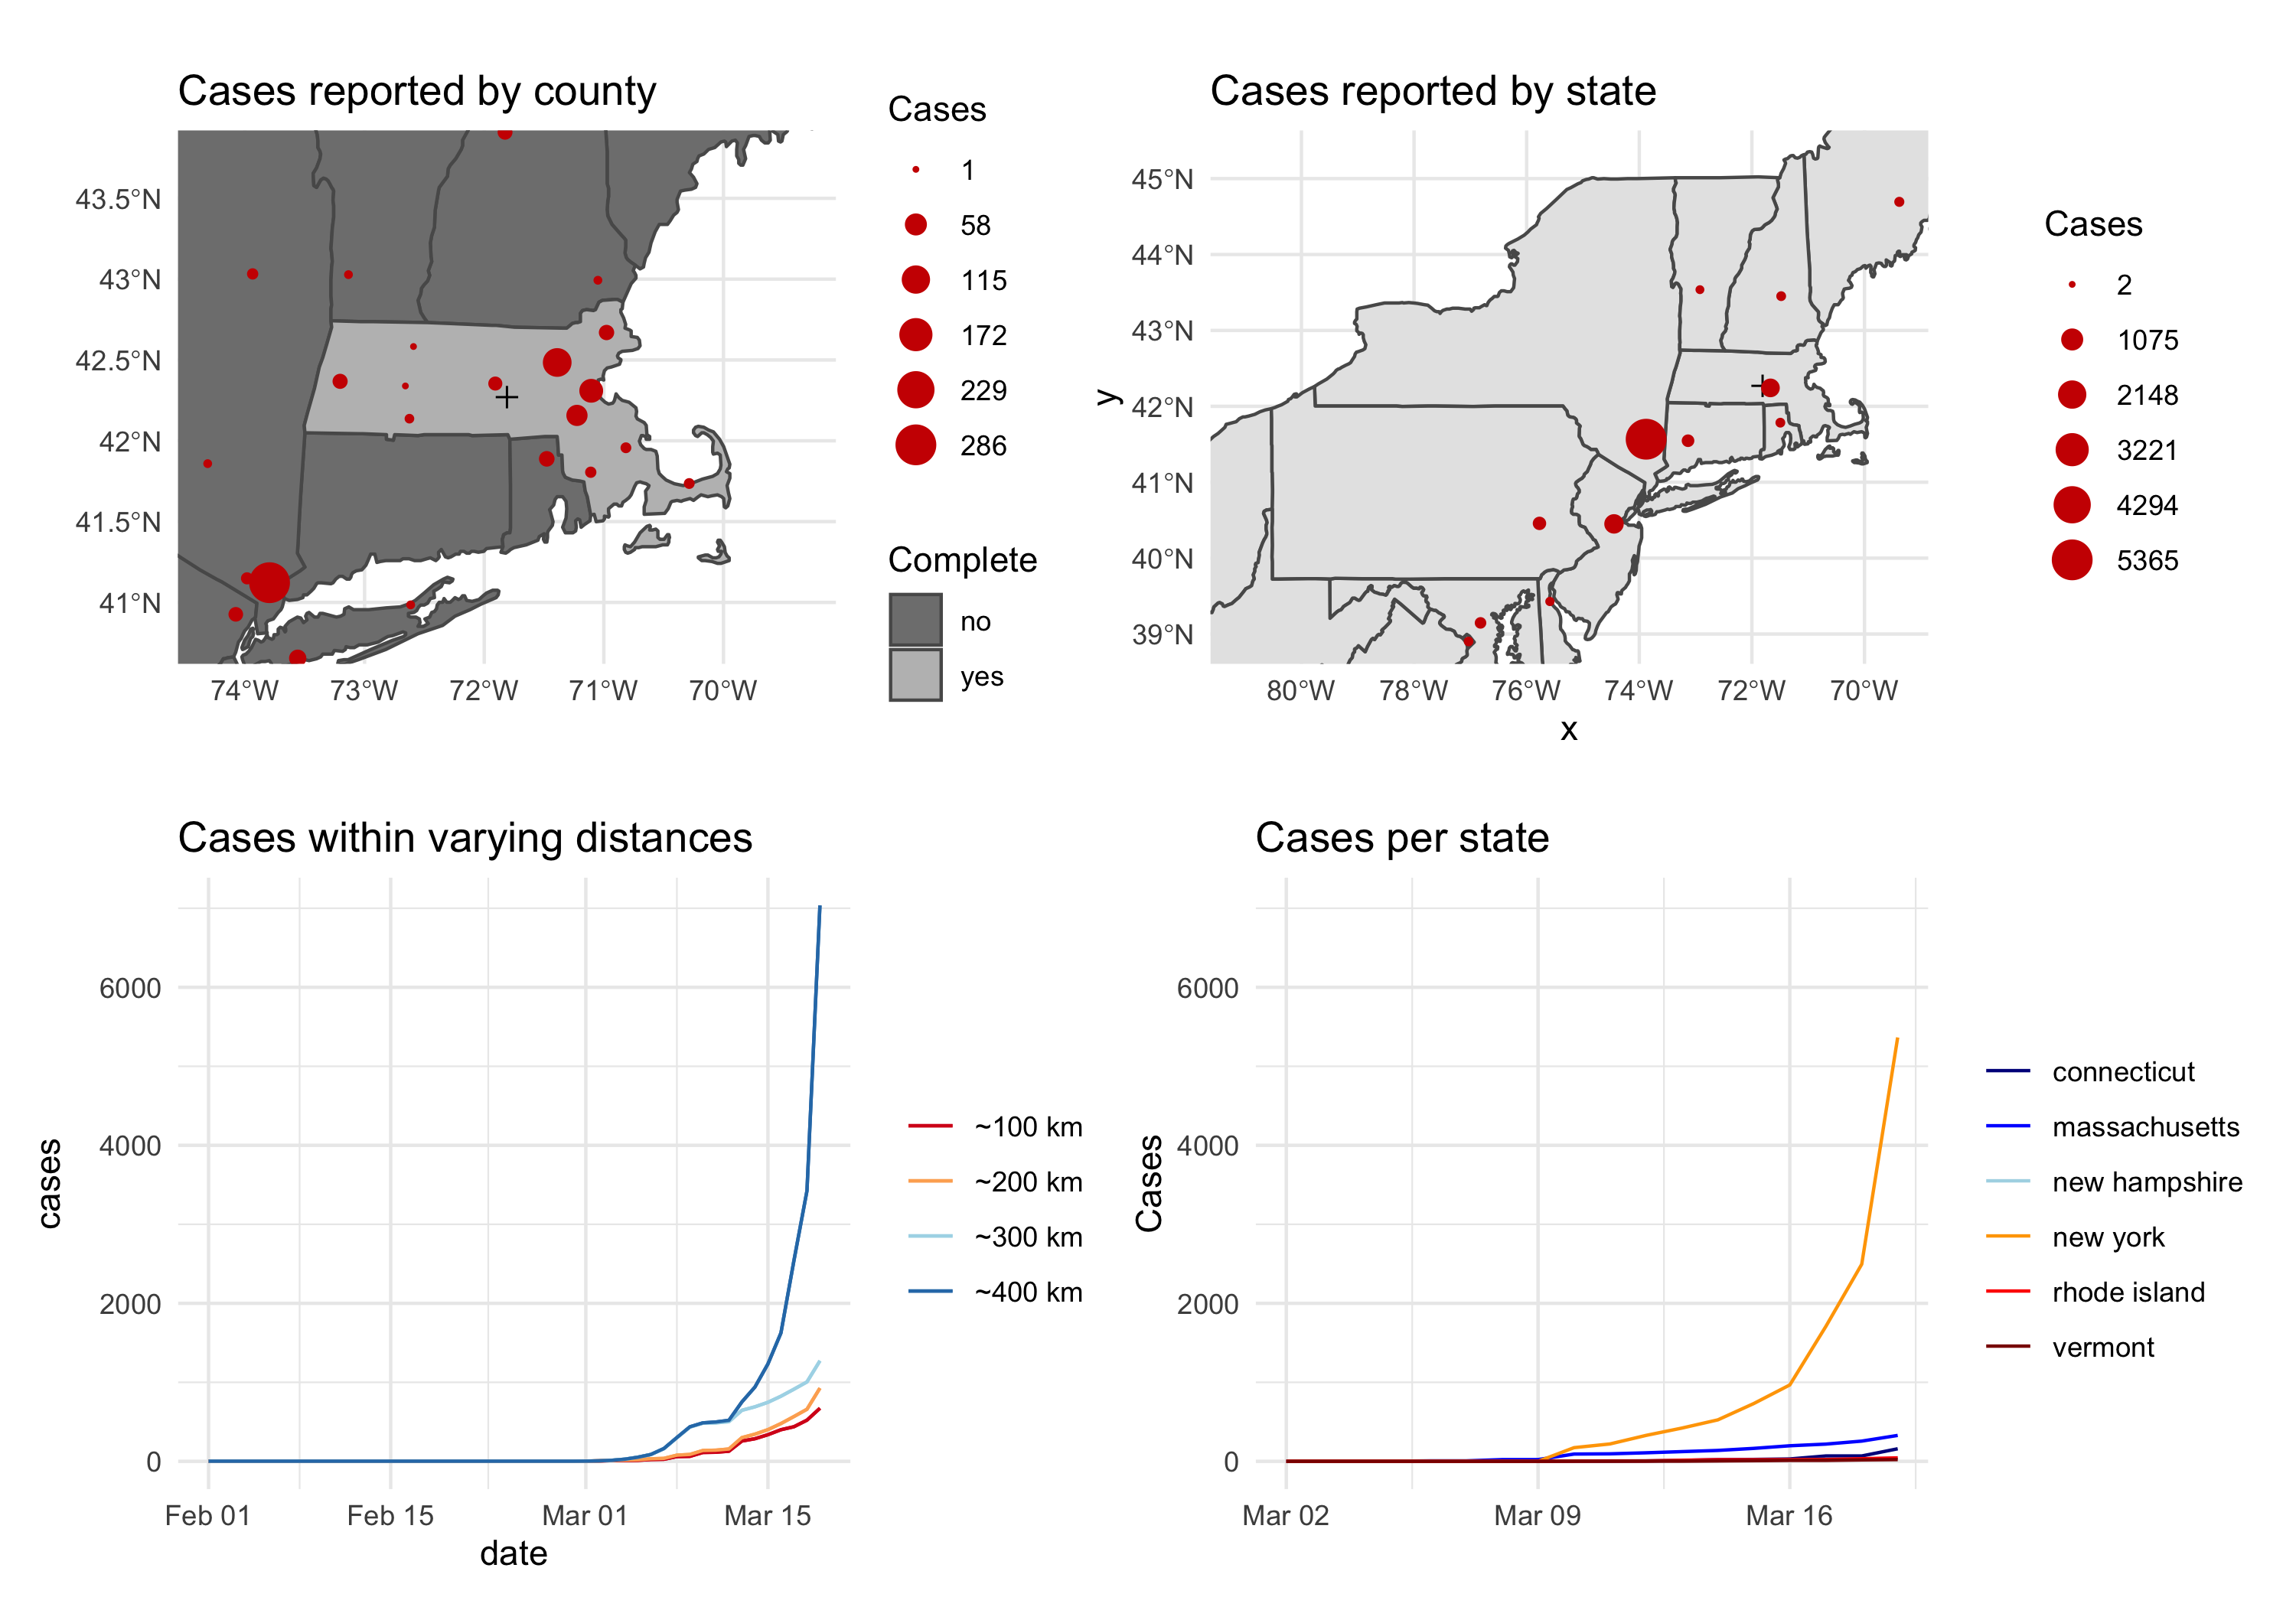 Cases reported by county
43.5°N
43°N
42.5°N
42°N
41.5°N
41°N
74°W
73°W
72°W
71°W
70°W
Cases
1
58
115
172
229
286
Complete
no
yes
Cases reported by state
y
45°N
44°N
43°N
42°N
41°N
40°N
39°N
80°W
78°W
76°W
74°W
72°W
70°W
x
Cases
2
1075
2148
3221
4294
5365
Cases within varying distances
cases
6000
4000
2000
0
Feb 01
Feb 15
Mar 01
Mar 15
date
~100 km
~200 km
~300 km
~400 km
Cases per state
Cases
6000
4000
2000
0
Mar 02
Mar 09
Mar 16
connecticut
massachusetts
new hampshire
new york
rhode island
vermont